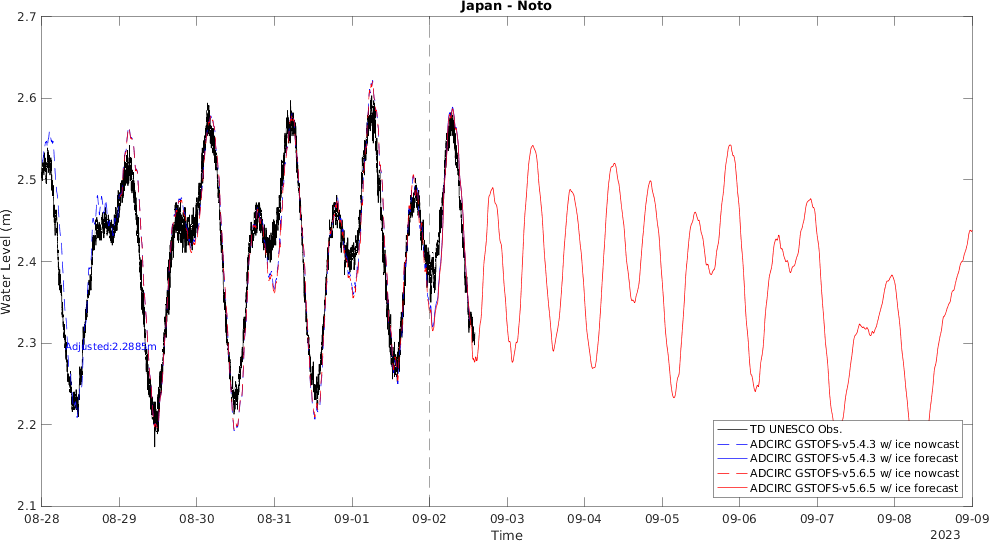 Japan - Noto
2.7
2.6
2.5
2.4
2.3
2.2
2.1
Water Level (m)
Adjusted:2.2885m
TD UNESCO Obs.
ADCIRC GSTOFS-v5.4.3 w/ ice nowcast
ADCIRC GSTOFS-v5.4.3 w/ ice forecast
ADCIRC GSTOFS-v5.6.5 w/ ice nowcast
ADCIRC GSTOFS-v5.6.5 w/ ice forecast
08-28 08-29 08-30 08-31 09-01 09-02 09-03 09-04 09-05 09-06 09-07 09-08 09-09
Time
2023